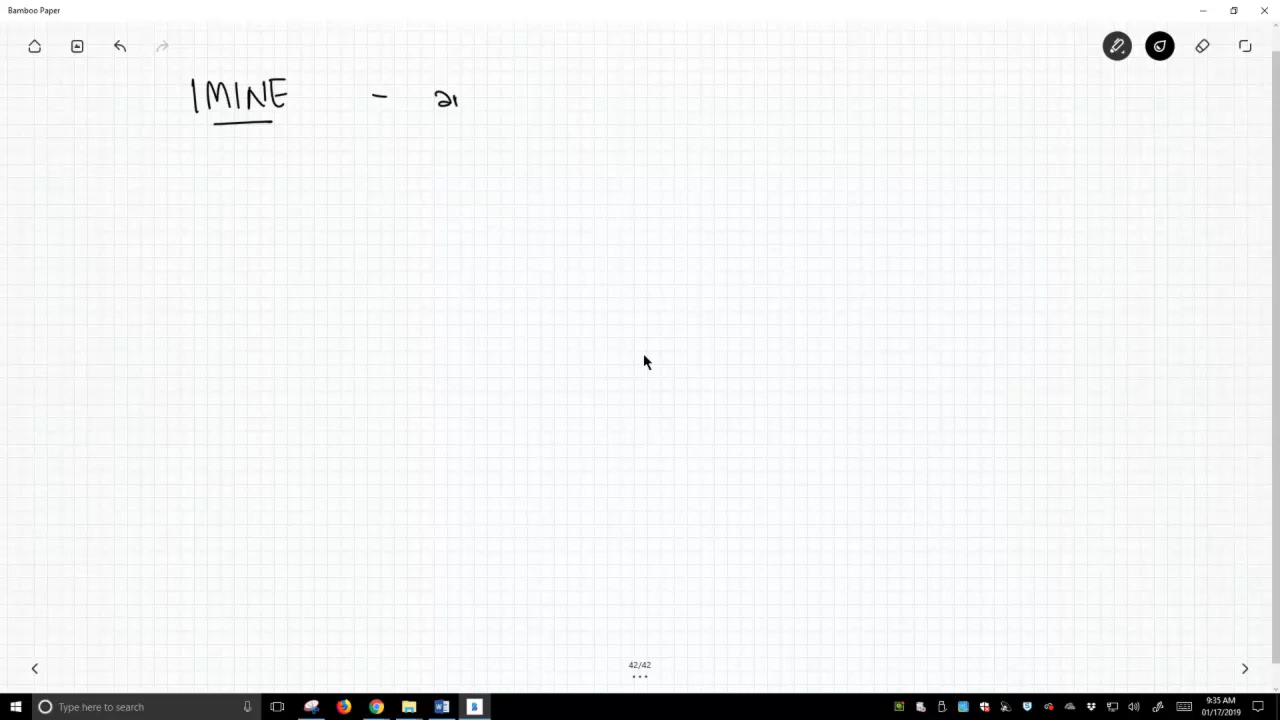 Bamboo Paper
IMINE -
42/42
Type here to search
9:35 AM
01/17/2019